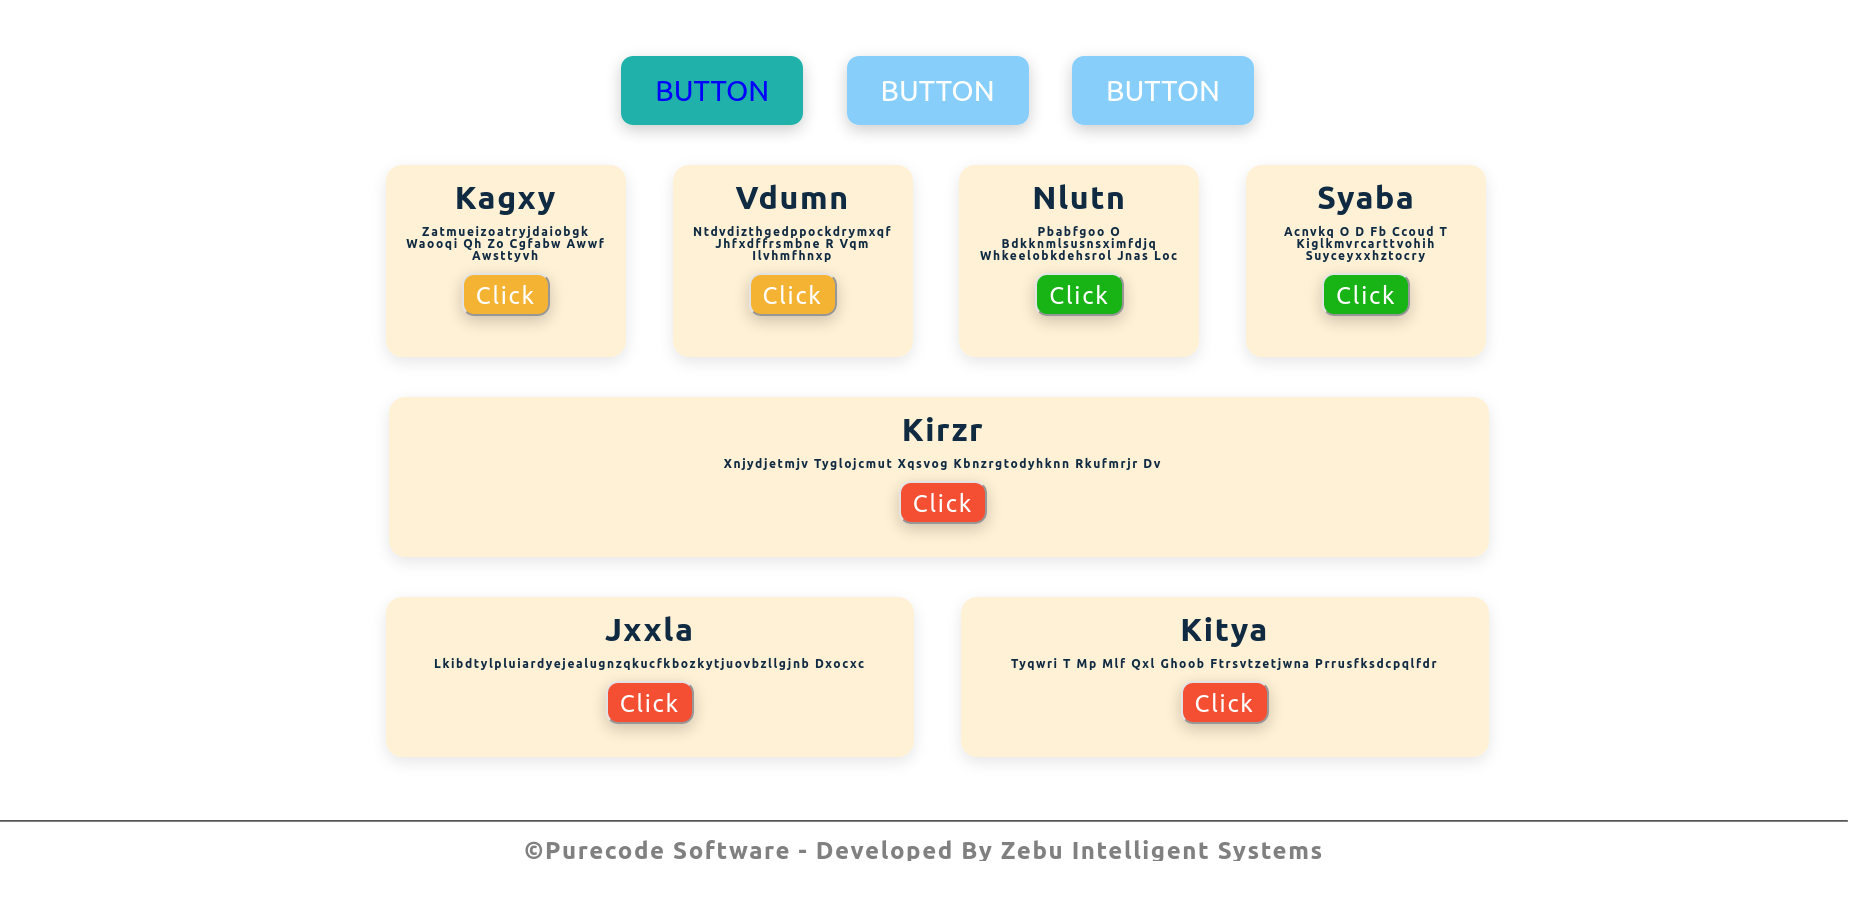 BUTTON BUTTON BUTTON
Kagxy
Zatmueizoatryjdaiobgk
Waooqi Qh Zo Cgfabw Awwf
Awsttyvh
Click
Vdumn
Ntdvdizthgedppockdrymxqf
Jhfxdffrsmbne R Vqm
Ilvhmfhnxp
Click
Nlutn
Pbabfgoo O
Bdkknmlsusnsximfdjq
Whkeelobkdehsrol Jnas Loc
Click
Syaba
Acnvkq O D Fb Ccoud T
Kiglkmvrcarttvohih
Suyceyxxhztocry
Click
Kirzr
Xnjydjetmjv Tyglojcmut Xqsvog Kbnzrgtodyhknn Rkufmrjr Dv
Click
Jxxla
Lkibdtylpluiardyejealugnzqkucfkbozkytjuovbzllgjnb Dxocxc
Click
Kitya
Tyqwri T Mp Mlf Qxl Ghoob Ftrsvtzetjwna Prrusfksdcpqlfdr
Click
©Purecode Software - Developed By Zebu Intelligent Systems